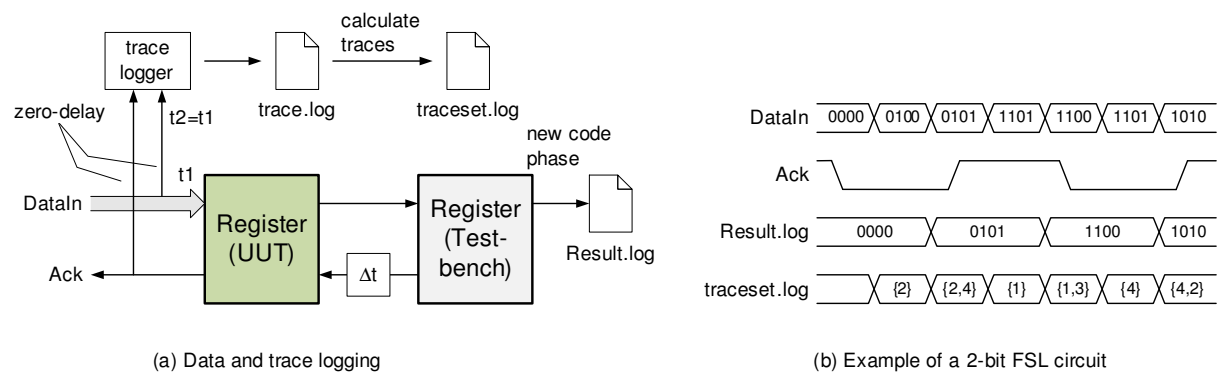 calculate
traces
trace
logger
trace.log
traceset.log
zero-delay
t2=t1
t1
DataIn
Ack
Register
(UUT)
Δt
Register
(Test-
bench)
new code
phase
Result.log
(a) Data and trace logging
DataIn 0000 0100 0101 1101 1100 1101 1010
Ack
Result.log 0000 0101 1100 1010
traceset.log {2} {2,4} {1} {1,3} {4} {4,2}
(b) Example of a 2-bit FSL circuit